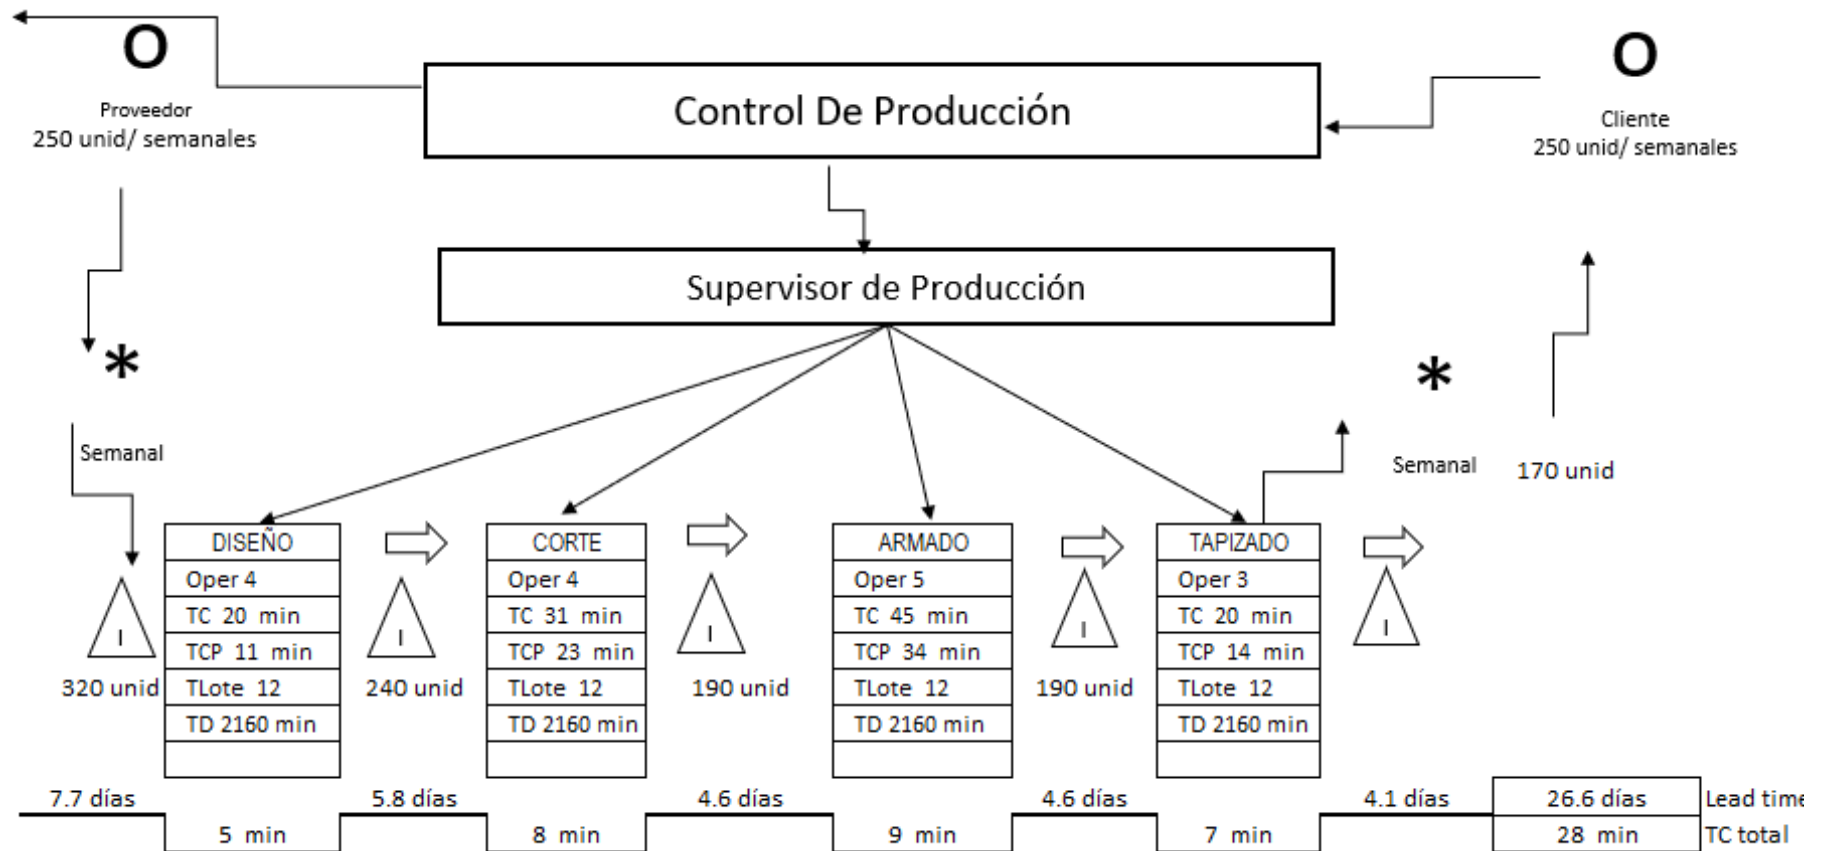 O
Proveedor
250 unid/ semanales
Control De Producción
O
Cliente
250 unid/ semanales
Supervisor de Producción
*
Semanal
*
Semanal
170 unid
DISEÑO
Oper 4
TC 20 min
TCP 11 min
TLote 12
TD 2160 min
CORTE
Oper 4
TC 31 min
TCP 23 min
TLote 12
TD 2160 min
ARMADO
Oper 5
TC 45 min
TCP 34 min
TLote 12
TD 2160 min
TAPIZADO
Oper 3
TC 20 min
TCP 14 min
TLote 12
TD 2160 min
I
320 unid
I
240 unid
I
190 unid
I
190 unid
I
7.7 días
5.8 días
4.6 días
4.6 días
4.1 días
26.6 días
Lead time
5 min
8 min
9 min
7 min
28 min
TC total